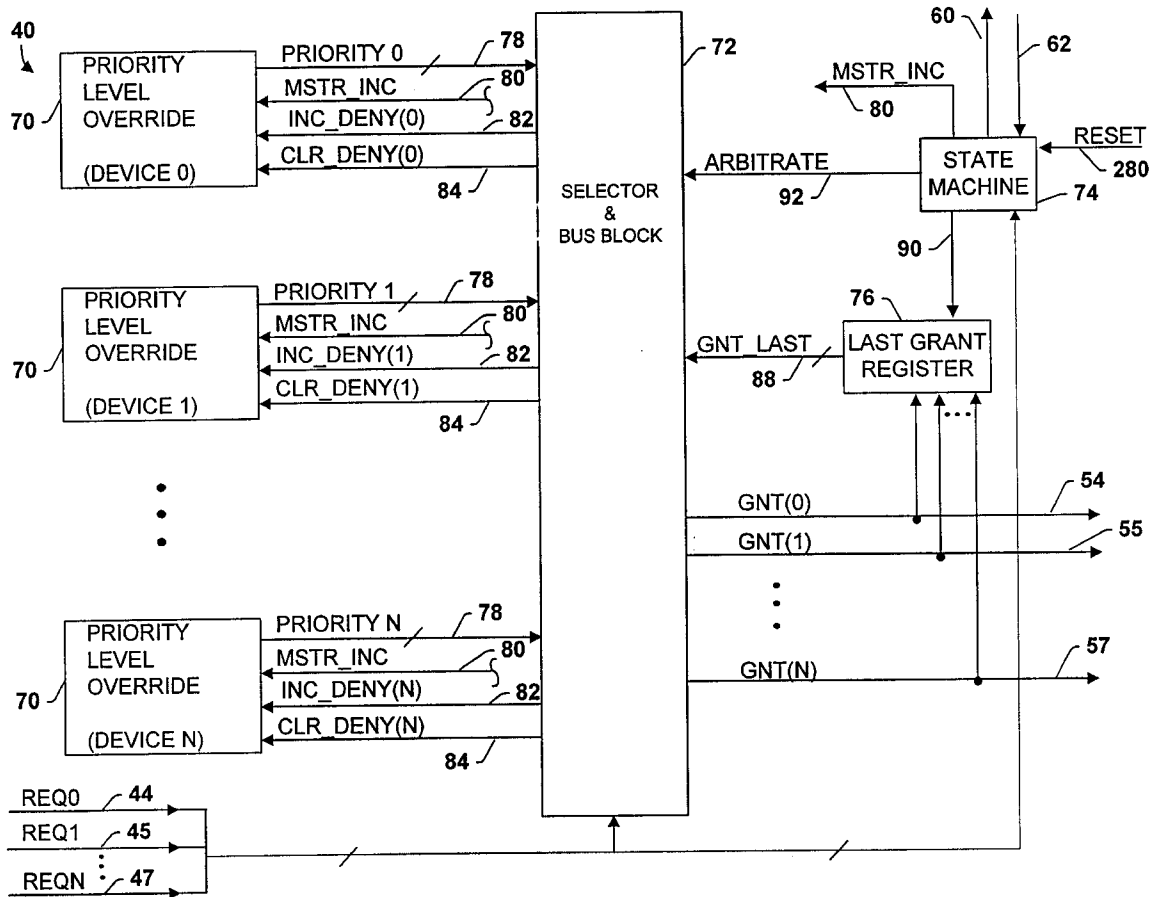 40
PRIORITY
LEVEL
OVERRIDE
(DEVICE 0)
70
PRIORITY 0
78
MSTR_INC
80
INC_DENY(0)
82
CLR_DENY(0)
84
PRIORITY
LEVEL
OVERRIDE
(DEVICE 1)
70
PRIORITY 1
78
MSTR_INC
80
INC_DENY(1)
82
CLR_DENY(1)
84
PRIORITY
LEVEL
OVERRIDE
(DEVICE N)
70
PRIORITY N
78
MSTR_INC
80
INC_DENY(N)
82
CLR_DENY(N)
84
REQ0
44
REQ1
45
REQN
47
SELECTOR
&
BUS BLOCK
72
60
62
MSTR_INC
80
RESET
280
STATE
MACHINE
74
ARBITRATE
92
90
76
LAST GRANT
REGISTER
GNT_LAST
88
GNT(0)
54
GNT(1)
55
GNT(N)
57